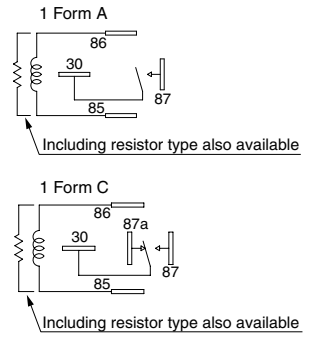 1 Form A
86
30
87
85
Including resistor type also available
1 Form C
86
87a
30
87
85
Including resistor type also available